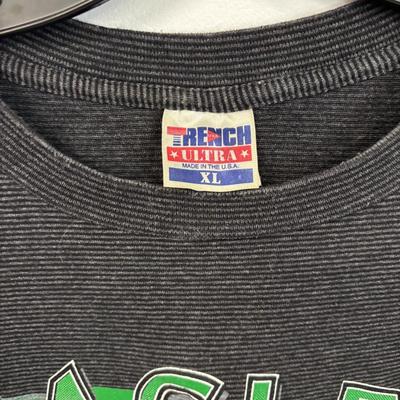 TRENCH
★ ULTRA ★
MADE IN THE U.S.A.
XL